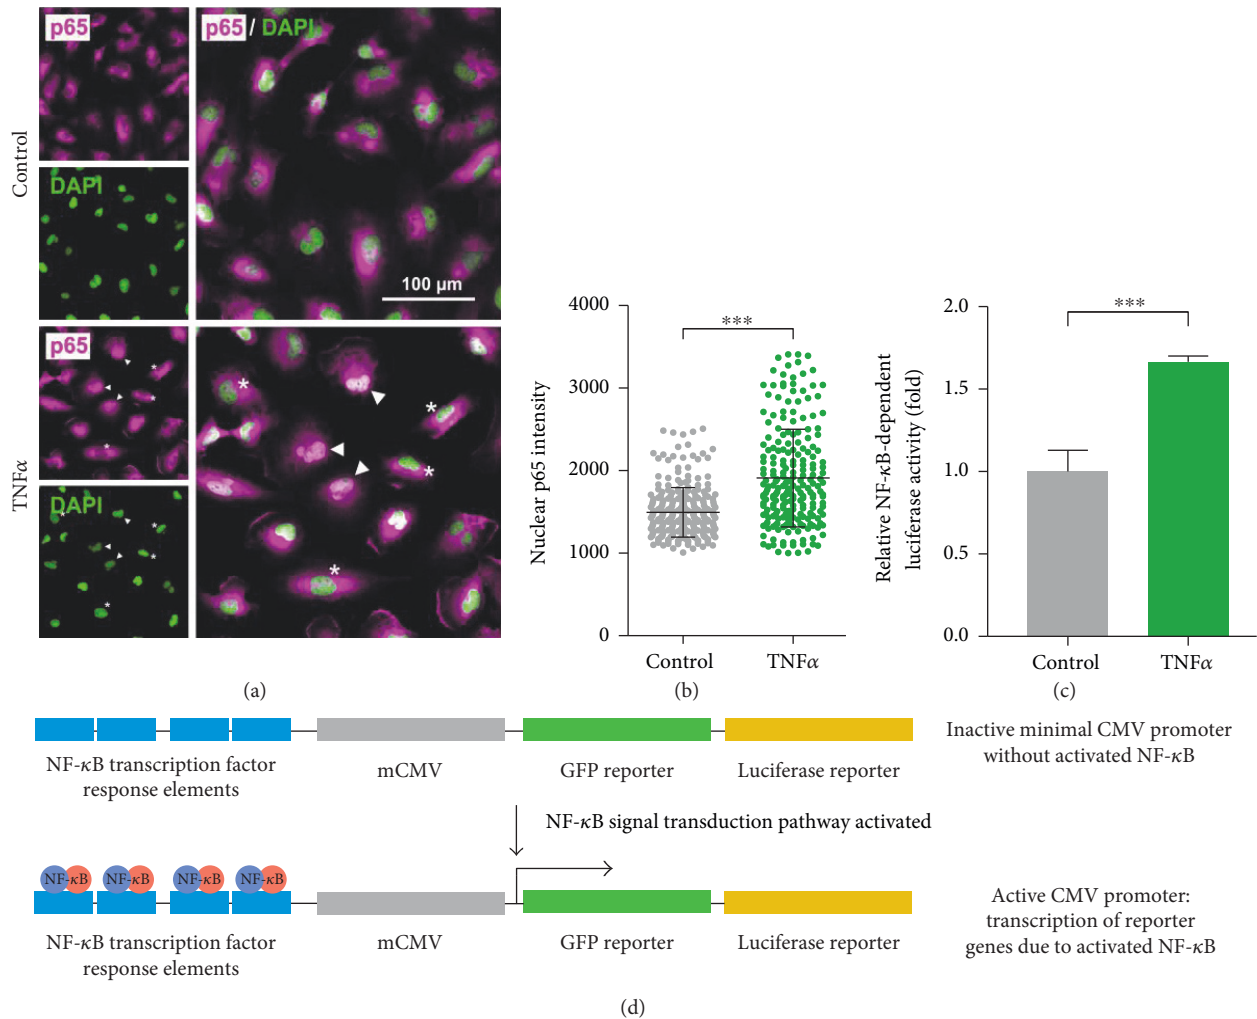 Control
p65
p65 / DAPI
DAPI
100 μm
TNFα
p65
DAPI
(a)
Nuclear p65 intensity
4000
3000
2000
1000
0
***
Control
TNFα
(b)
Relative NF-κB-dependent
luciferase activity (fold)
2.0
1.5
1.0
0.5
0.0
***
Control
TNFα
(c)
NF-κB transcription factor
response elements
mCMV
GFP reporter
Luciferase reporter
Inactive minimal CMV promoter
without activated NF-κB
NF-κB signal transduction pathway activated
NF-κB
NF-κB
NF-κB
NF-κB
NF-κB transcription factor
response elements
mCMV
GFP reporter
Luciferase reporter
Active CMV promoter:
transcription of reporter
genes due to activated NF-κB
(d)